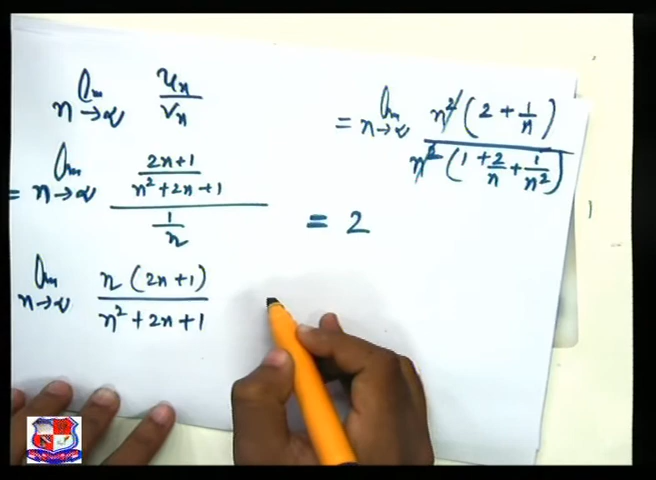 lim n→∞ u_n / v_n
= lim n→∞ ((2n+1) / (n²+2n+1)) / (1/n)
lim n→∞ n(2n+1) / (n²+2n+1)
= lim n→∞ n²(2 + 1/n) / n²(1 + 2/n + 1/n²)
= 2